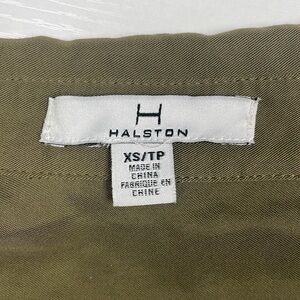 H
HALSTON
XS/TP
MADE IN
CHINA
FABRIQUE EN
CHINE